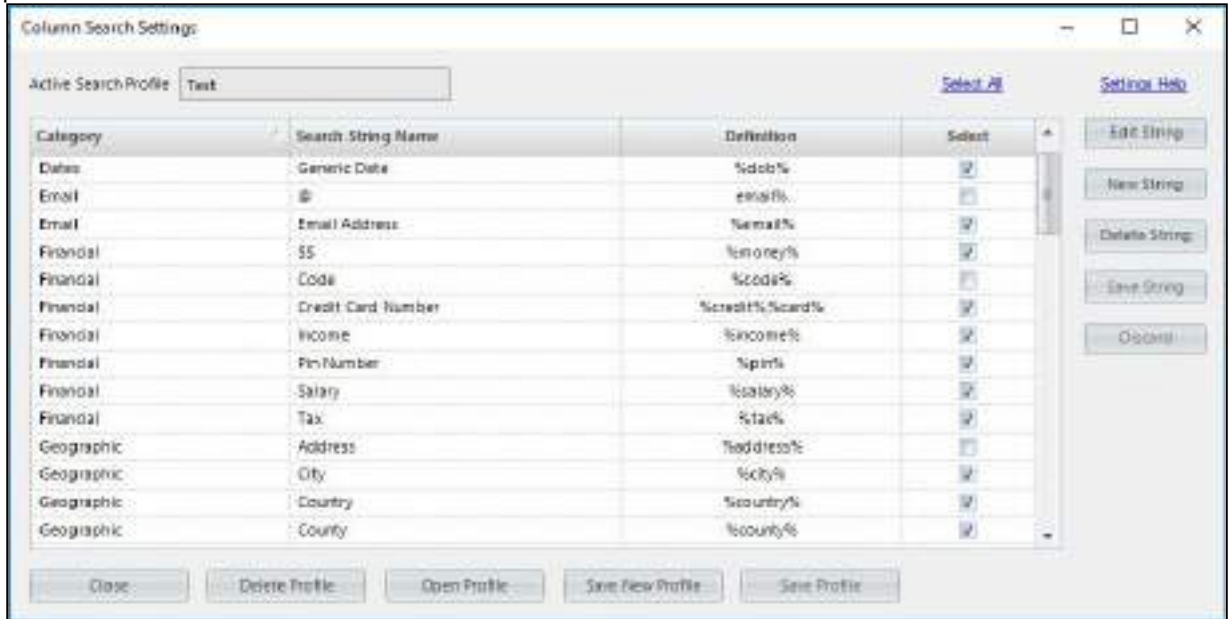 Column Search Settings
Active Search Profile Test Select All Settings Help
Category Search String Name Definition Select Edit String
Dates Generic Date %dob%
Email @ email% New String
Email Email Address %email%
Financial %money% Delete String
Financial Code %code%
Financial Credit Card Number %credit%,%card% Save String
Financial Income %income%
Financial Pin Number %pin% Discard
Financial Salary %salary%
Financial Tax %tax%
Geographic Address %address%
Geographic City %city%
Geographic Country %country%
Geographic County %county%
Close Delete Profile Open Profile Save New Profile Save Profile